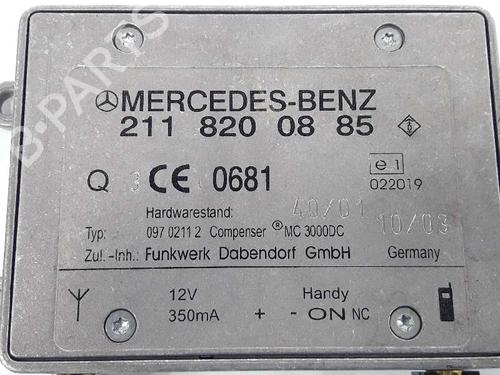 B-PARTS
MERCEDES-BENZ
211 820 08 85
Q 3 CE 0681 e1
022019
Hardwarestand: 40/01 10/03
Typ: 097 0211 2 Compenser ® MC 3000DC
Zul.-Inh.: Funkwerk Dabendorf GmbH Germany
12V Handy
350mA + - ON NC